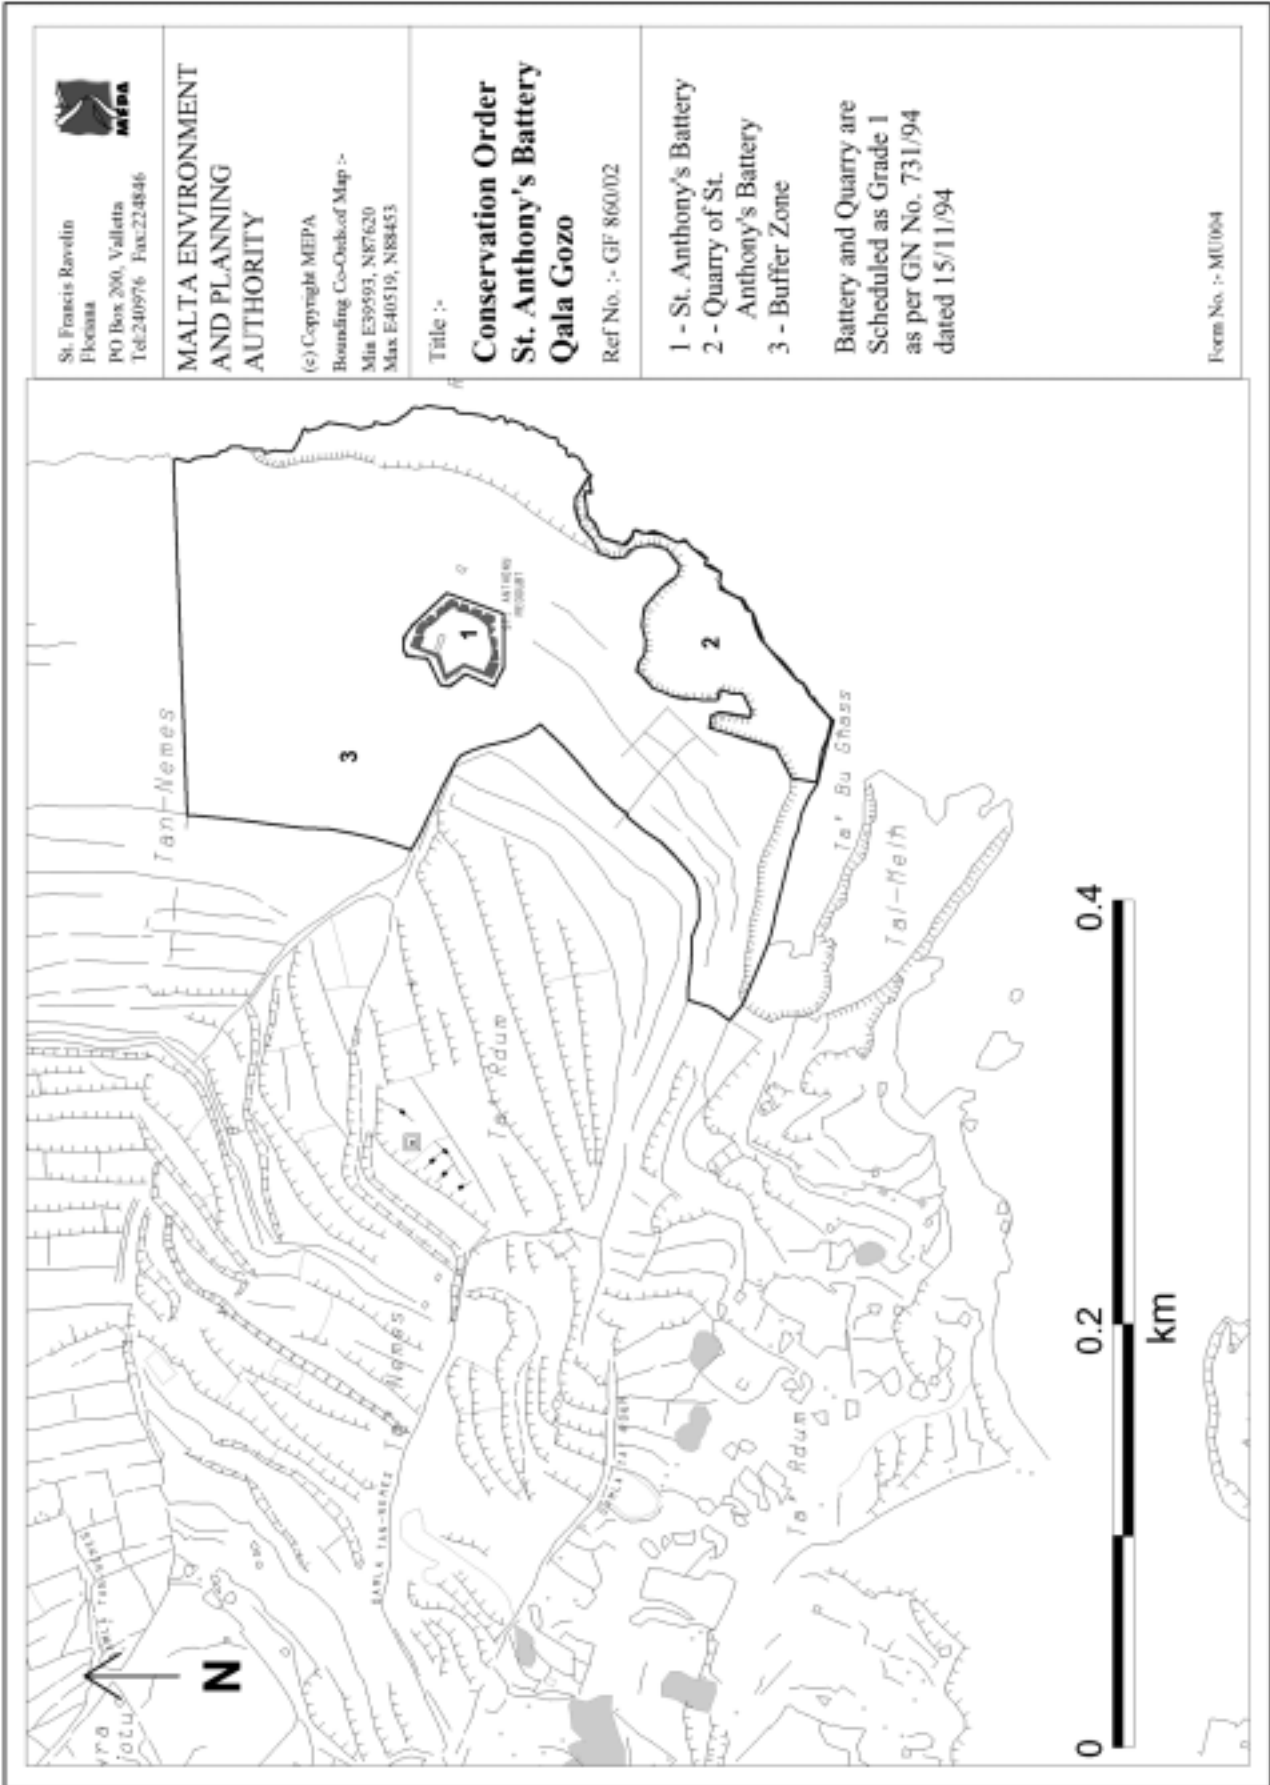 St. Francis Ravelin
Floriana
PO Box 200, Valletta
Tel:240976 Fax:224846
MEPA
MALTA ENVIRONMENT
AND PLANNING
AUTHORITY
(c) Copyright MEPA
Bounding Co-Ords.of Map :-
Min E39593, N87620
Max E40519, N88453
Title :-
Conservation Order
St. Anthony's Battery
Qala Gozo
Ref No. :- GF 860/02
1 - St. Anthony's Battery
2 - Quarry of St.
Anthony's Battery
3 - Buffer Zone
Battery and Quarry are
Scheduled as Grade 1
as per GN No. 731/94
dated 15/11/94
Form No. :- MU004
Tan-Nemes
3
1
REDOUBT
2
Ta' Bu Għass
Tal-Melħ
Ta' Rdum
Ta' Nemes
Ta' Rdum
N
0
0.2
0.4
km